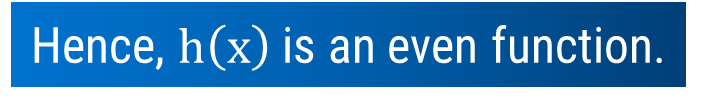 Hence, h(x) is an even function.